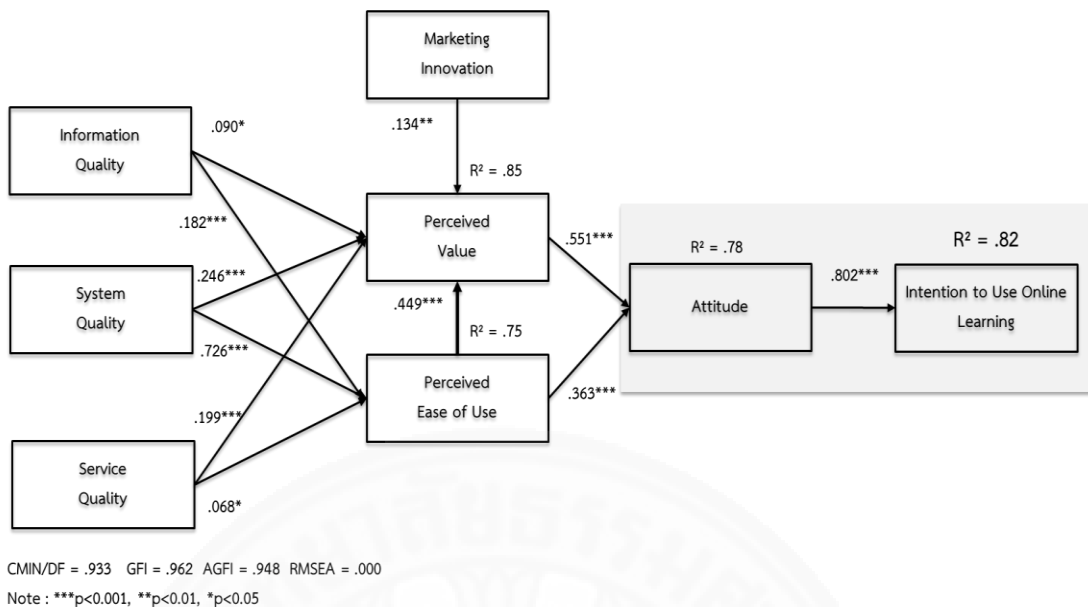 Marketing
Innovation
.090*
.134**
Information
Quality
R² = .85
.182***
Perceived
Value
.551***
R² = .78
R² = .82
.246***
System
Quality
.449***
.802***
Attitude
Intention to Use Online
Learning
R² = .75
.726***
Perceived
Ease of Use
.363***
.199***
Service
Quality
.068*
CMIN/DF = .933 GFI = .962 AGFI = .948 RMSEA = .000
Note : ***p<0.001, **p<0.01, *p<0.05